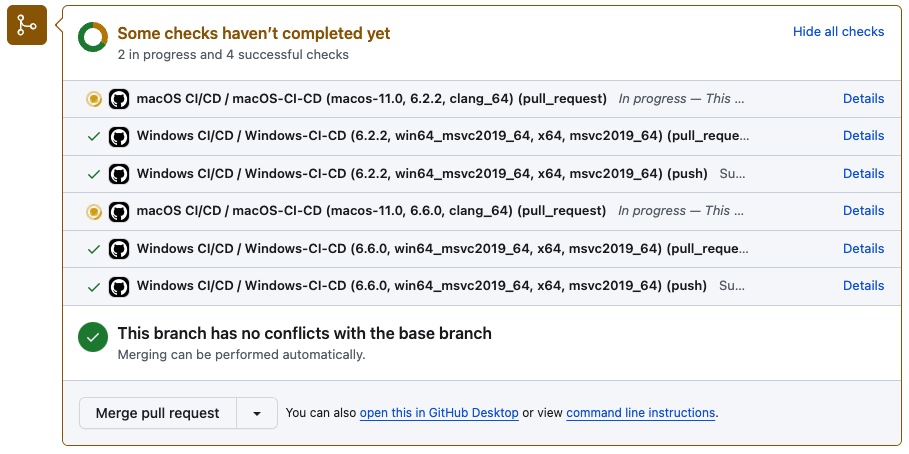 Some checks haven’t completed yet
Hide all checks
2 in progress and 4 successful checks
macOS CI/CD / macOS-CI-CD (macos-11.0, 6.2.2, clang_64) (pull_request) In progress — This ... Details
Windows CI/CD / Windows-CI-CD (6.2.2, win64_msvc2019_64, x64, msvc2019_64) (pull_reque... Details
Windows CI/CD / Windows-CI-CD (6.2.2, win64_msvc2019_64, x64, msvc2019_64) (push) Su... Details
macOS CI/CD / macOS-CI-CD (macos-11.0, 6.6.0, clang_64) (pull_request) In progress — This ... Details
Windows CI/CD / Windows-CI-CD (6.6.0, win64_msvc2019_64, x64, msvc2019_64) (pull_reque... Details
Windows CI/CD / Windows-CI-CD (6.6.0, win64_msvc2019_64, x64, msvc2019_64) (push) Su... Details
This branch has no conflicts with the base branch
Merging can be performed automatically.
Merge pull request You can also open this in GitHub Desktop or view command line instructions.